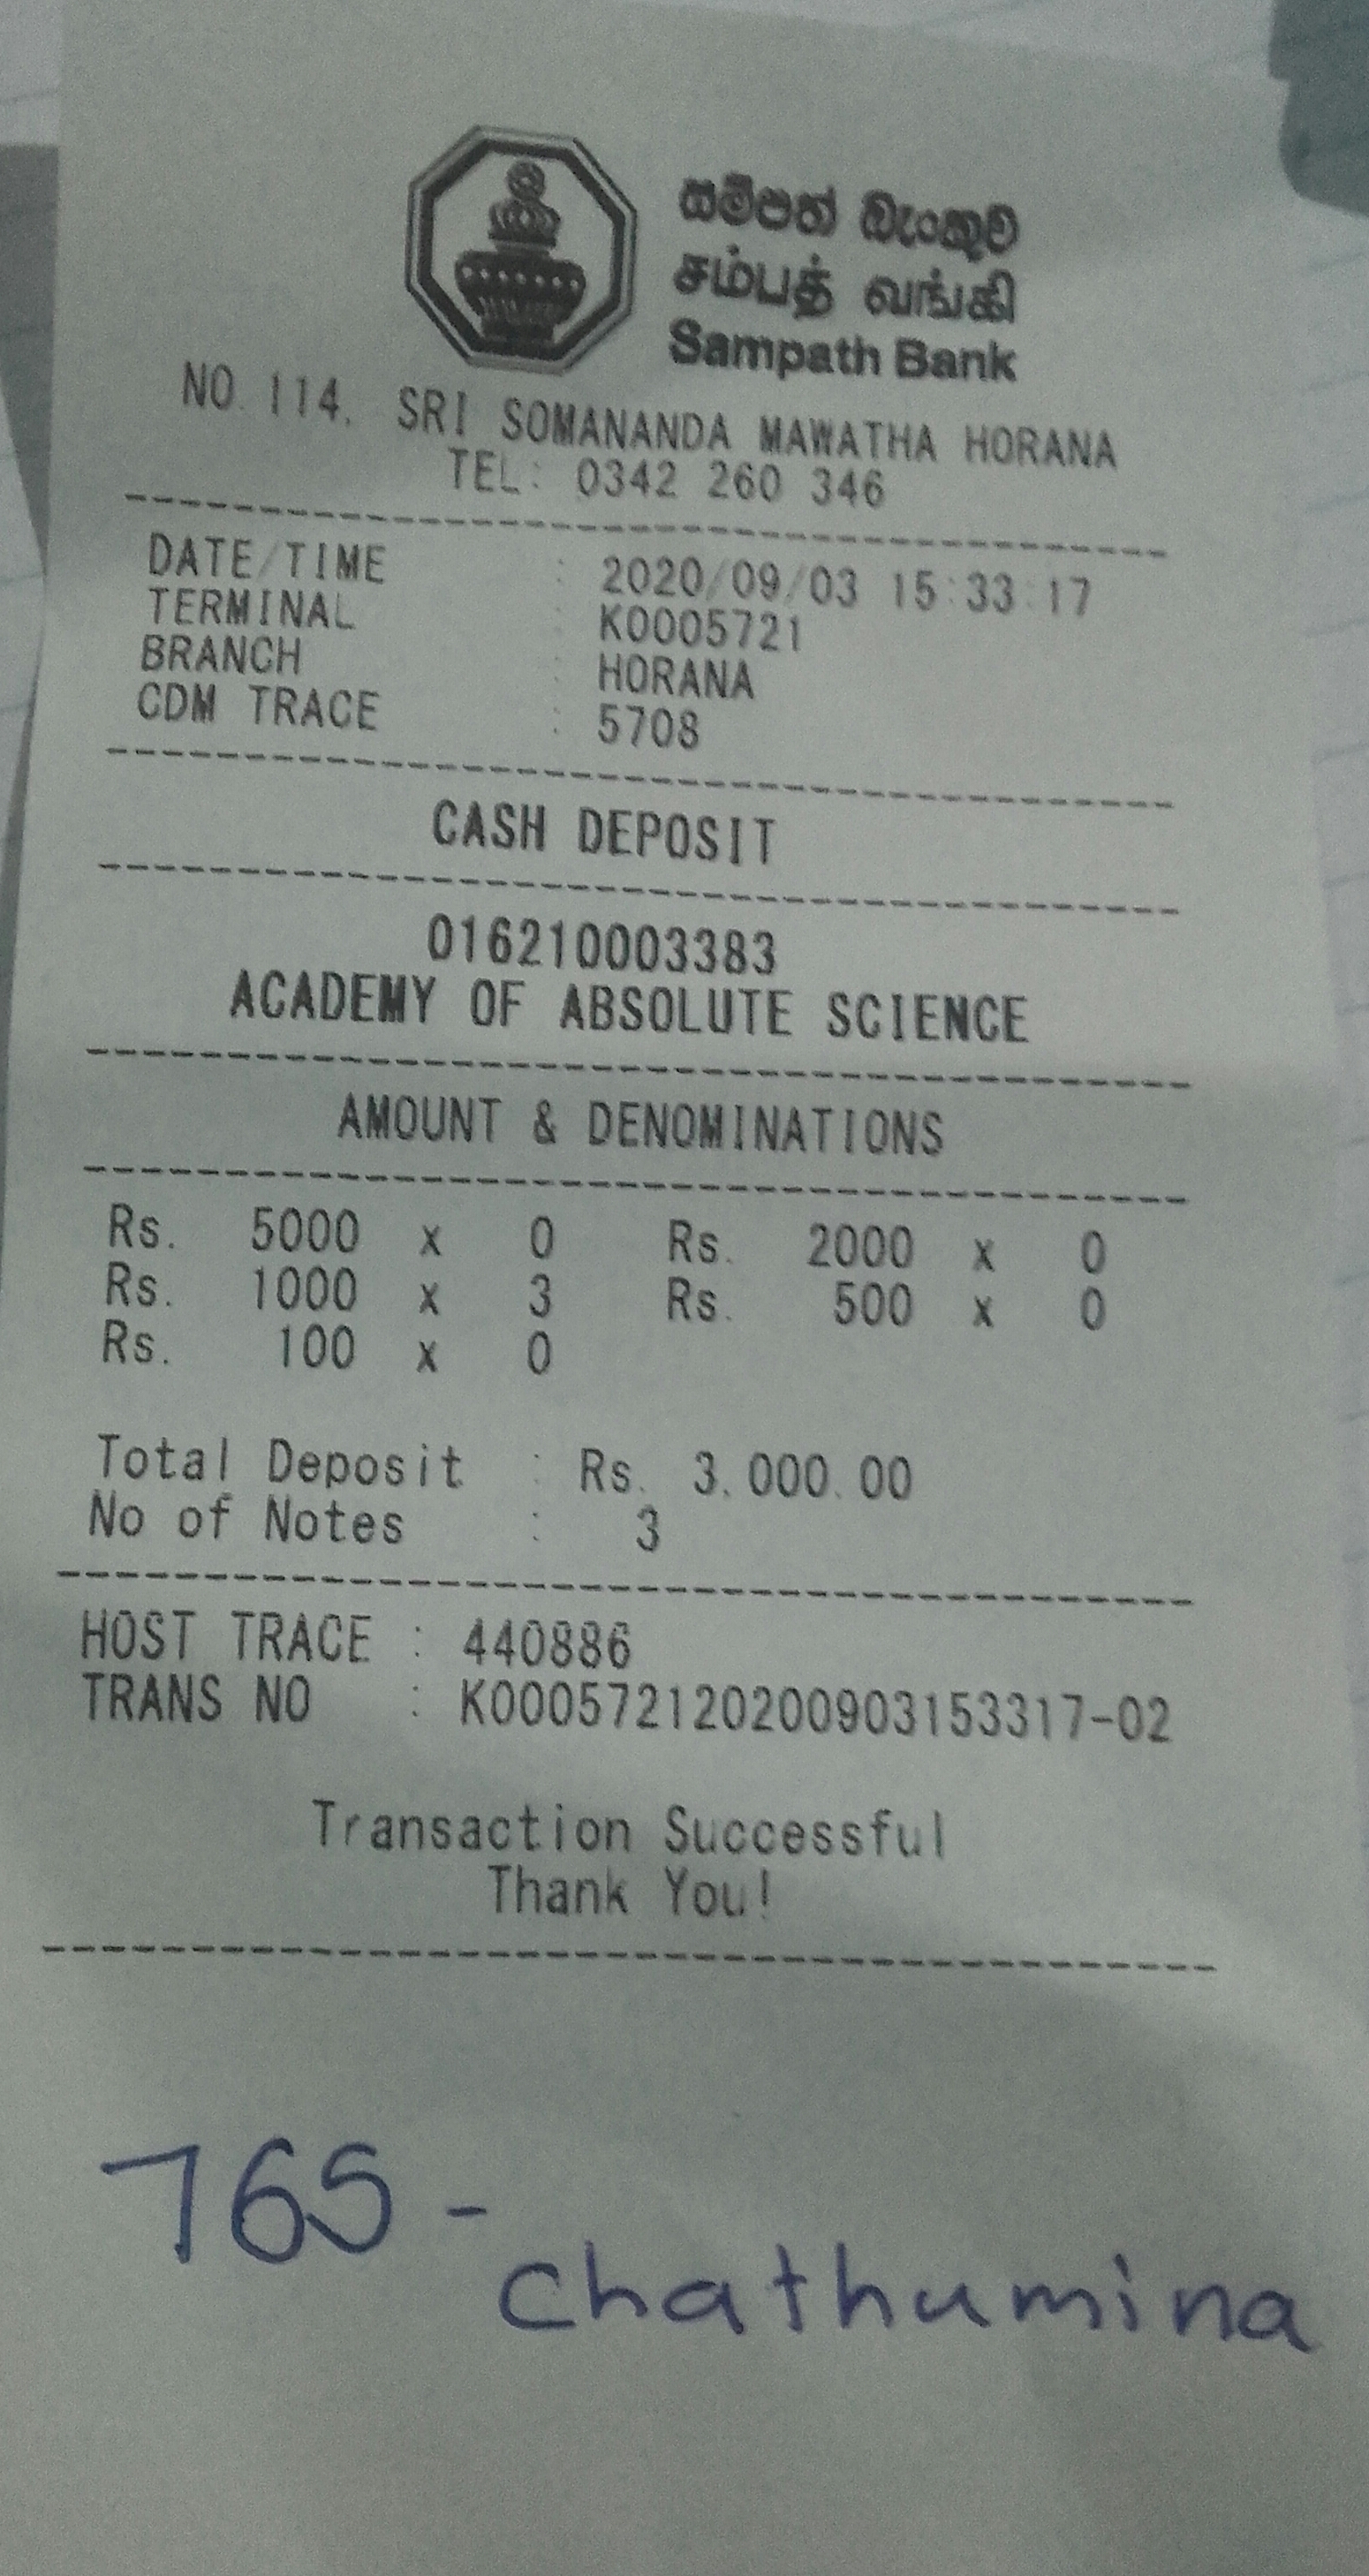 සම්පත් බැංකුව
சம்பத் வங்கி
Sampath Bank
NO 114, SRI SOMANANDA MAWATHA HORANA
TEL: 0342 260 346
DATE/TIME : 2020/09/03 15:33:17
TERMINAL : K0005721
BRANCH : HORANA
CDM TRACE : 5708
CASH DEPOSIT
016210003383
ACADEMY OF ABSOLUTE SCIENCE
AMOUNT & DENOMINATIONS
Rs. 5000 x 0 Rs. 2000 x 0
Rs. 1000 x 3 Rs. 500 x 0
Rs. 100 x 0
Total Deposit : Rs. 3,000.00
No of Notes : 3
HOST TRACE : 440886
TRANS NO : K000572120200903153317-02
Transaction Successful
Thank You!
765 -
chathumina